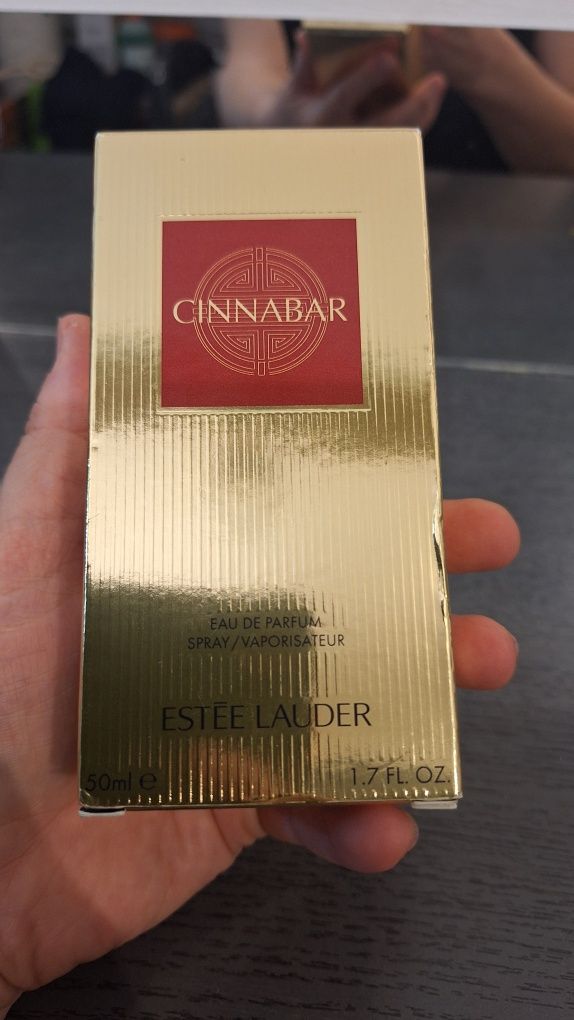 CINNABAR
EAU DE PARFUM
SPRAY/VAPORISATEUR
ESTĒE LAUDER
50ml ℮ 1.7 FL. OZ.